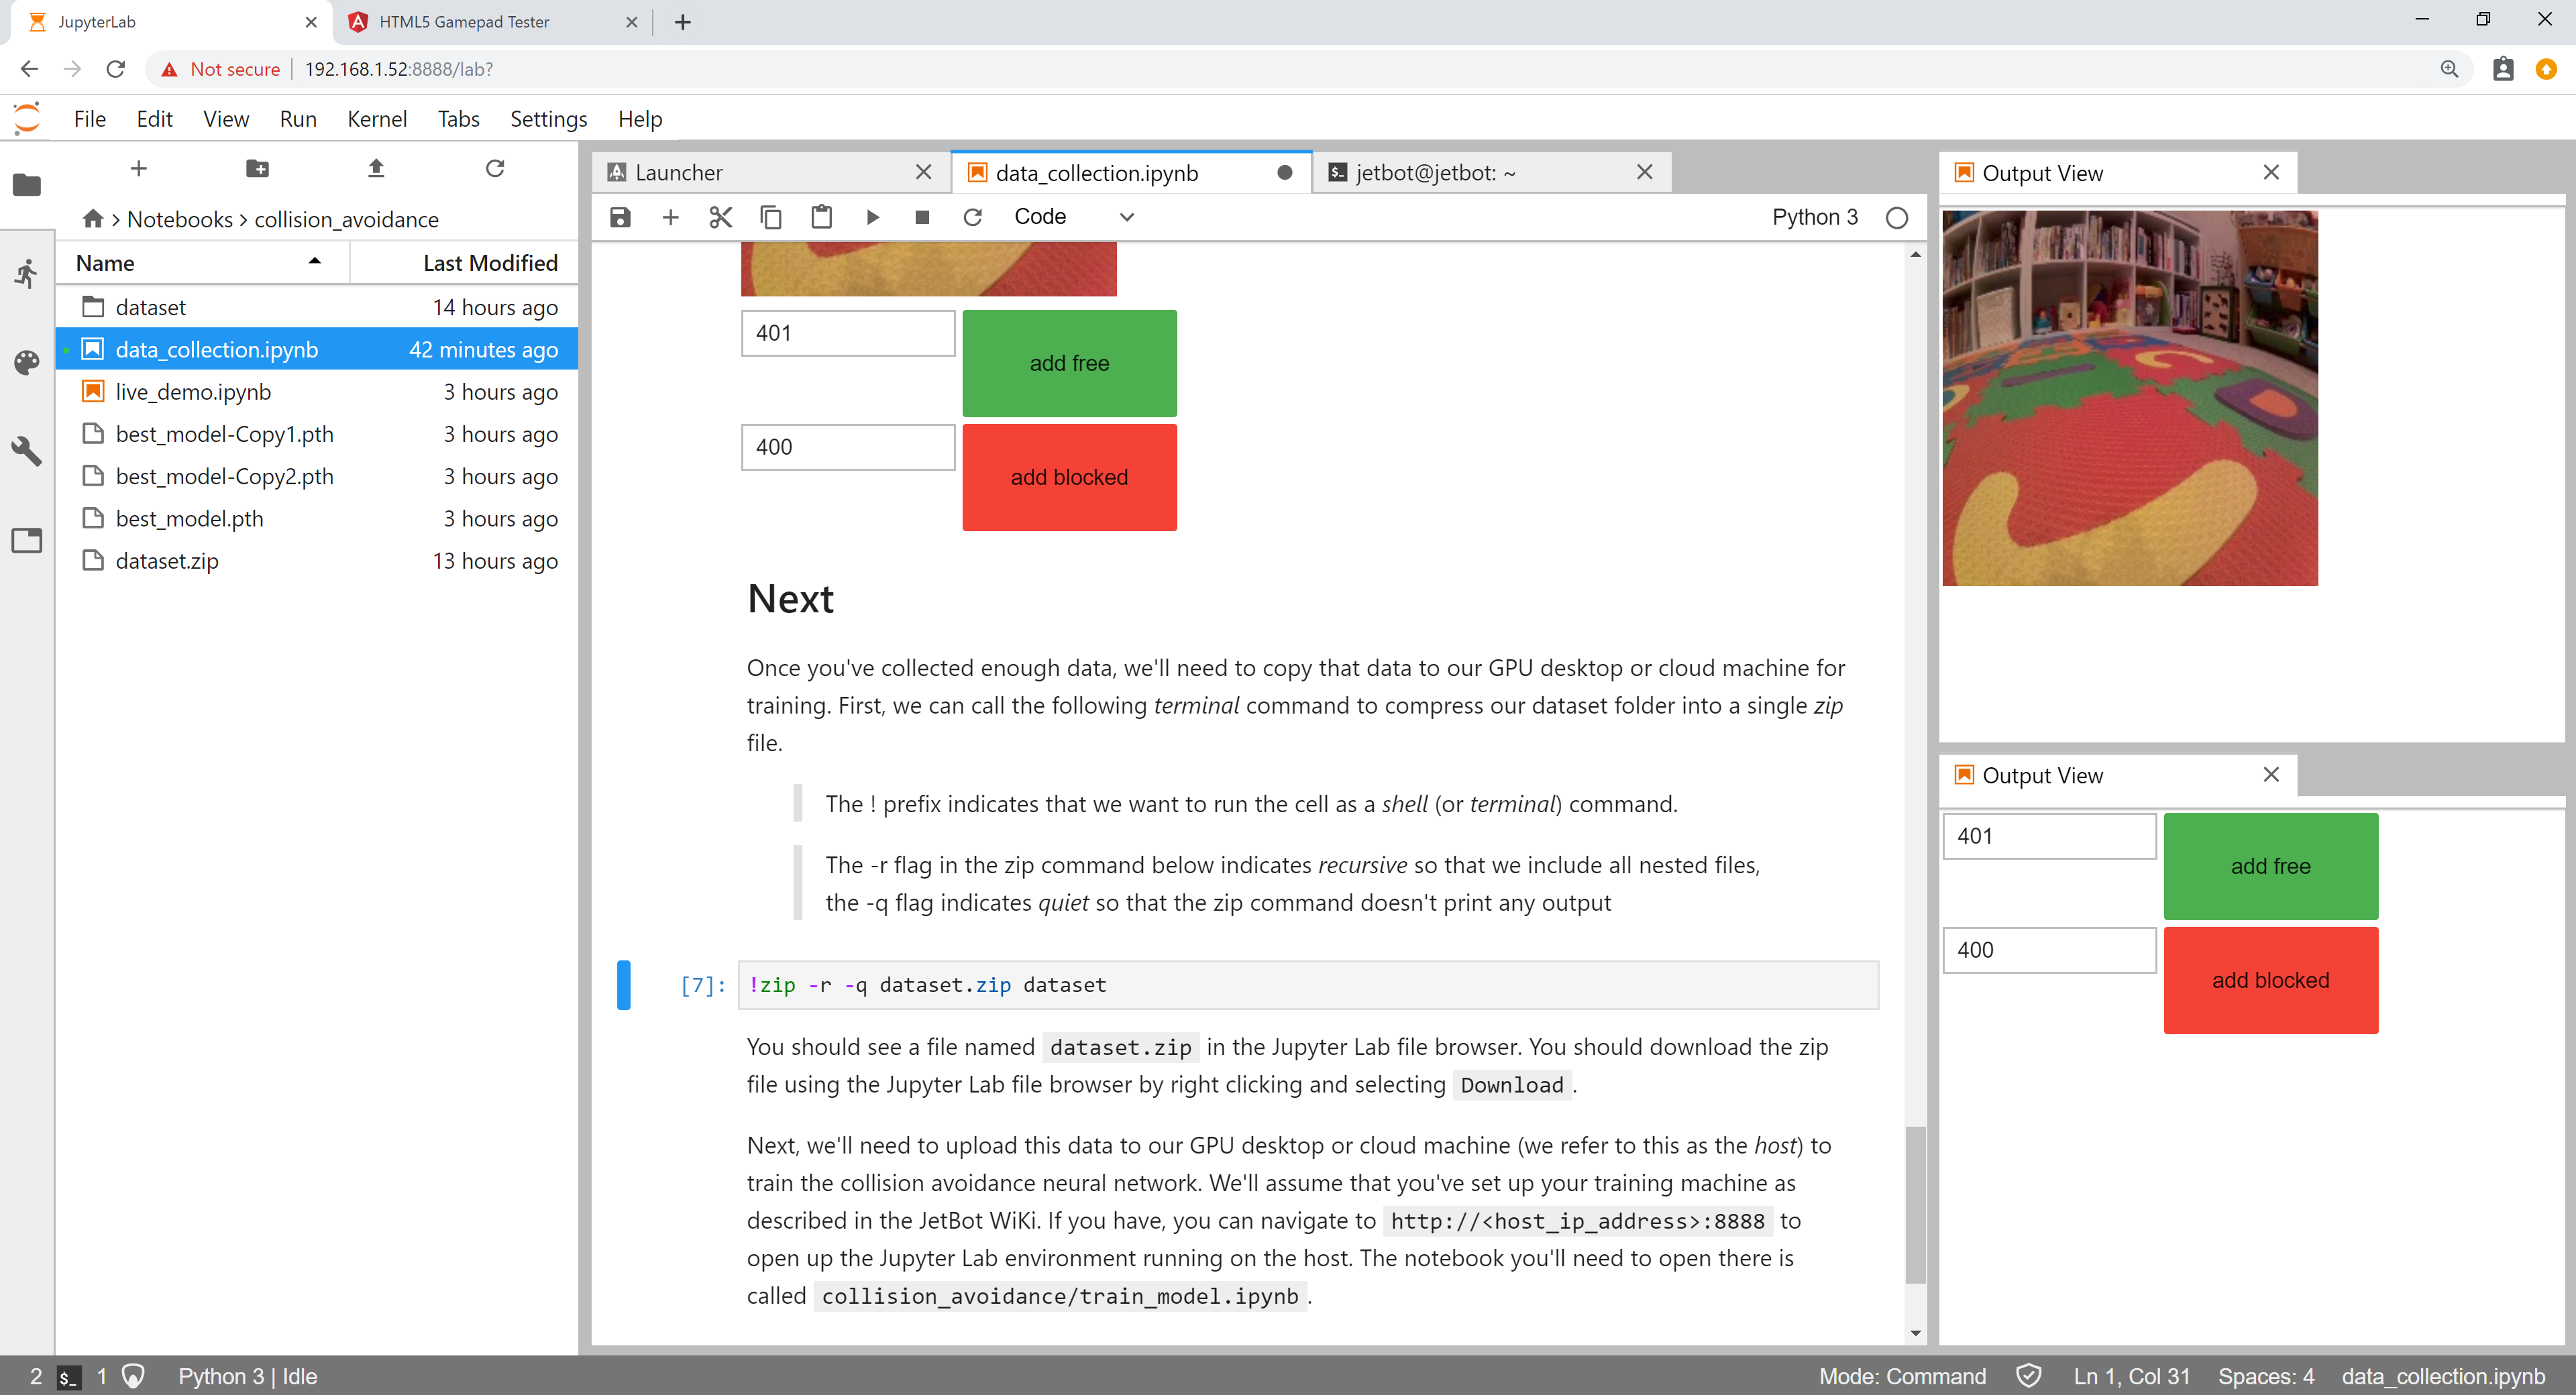 JupyterLab
HTML5 Gamepad Tester
Not secure
192.168.1.52:8888/lab?
File Edit View Run Kernel Tabs Settings Help
> Notebooks > collision_avoidance
Name Last Modified
dataset 14 hours ago
data_collection.ipynb 42 minutes ago
live_demo.ipynb 3 hours ago
best_model-Copy1.pth 3 hours ago
best_model-Copy2.pth 3 hours ago
best_model.pth 3 hours ago
dataset.zip 13 hours ago
Launcher
data_collection.ipynb
$_ jetbot@jetbot: ~
Code
Python 3
401
add free
400
add blocked
Next
Once you've collected enough data, we'll need to copy that data to our GPU desktop or cloud machine for
training. First, we can call the following terminal command to compress our dataset folder into a single zip
file.
The ! prefix indicates that we want to run the cell as a shell (or terminal) command.
The -r flag in the zip command below indicates recursive so that we include all nested files,
the -q flag indicates quiet so that the zip command doesn't print any output
[7]: !zip -r -q dataset.zip dataset
You should see a file named dataset.zip in the Jupyter Lab file browser. You should download the zip
file using the Jupyter Lab file browser by right clicking and selecting Download .
Next, we'll need to upload this data to our GPU desktop or cloud machine (we refer to this as the host) to
train the collision avoidance neural network. We'll assume that you've set up your training machine as
described in the JetBot WiKi. If you have, you can navigate to http://<host_ip_address>:8888 to
open up the Jupyter Lab environment running on the host. The notebook you'll need to open there is
called collision_avoidance/train_model.ipynb .
Output View
Output View
401
add free
400
add blocked
2 $_ 1 Python 3 | Idle
Mode: Command Ln 1, Col 31 Spaces: 4 data_collection.ipynb